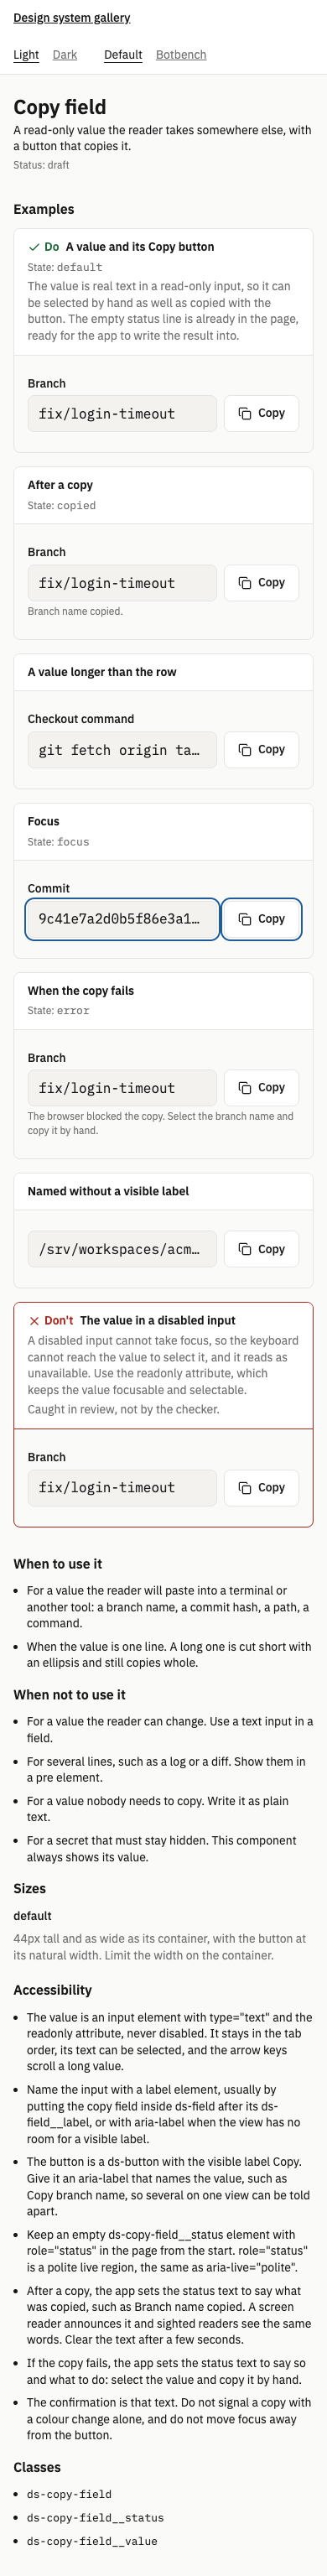 Design system gallery
Light Dark Default Botbench
Copy field
A read-only value the reader takes somewhere else, with
a button that copies it.
Status: draft
Examples
Do A value and its Copy button
State: default
The value is real text in a read-only input, so it can
be selected by hand as well as copied with the
button. The empty status line is already in the page,
ready for the app to write the result into.
Branch
fix/login-timeout Copy
After a copy
State: copied
Branch
fix/login-timeout Copy
Branch name copied.
A value longer than the row
Checkout command
git fetch origin ta… Copy
Focus
State: focus
Commit
9c41e7a2d0b5f86e3a1… Copy
When the copy fails
State: error
Branch
fix/login-timeout Copy
The browser blocked the copy. Select the branch name and
copy it by hand.
Named without a visible label
/srv/workspaces/acm… Copy
Don't The value in a disabled input
A disabled input cannot take focus, so the keyboard
cannot reach the value to select it, and it reads as
unavailable. Use the readonly attribute, which
keeps the value focusable and selectable.
Caught in review, not by the checker.
Branch
fix/login-timeout Copy
When to use it
• For a value the reader will paste into a terminal or
another tool: a branch name, a commit hash, a path, a
command.
• When the value is one line. A long one is cut short with
an ellipsis and still copies whole.
When not to use it
• For a value the reader can change. Use a text input in a
field.
• For several lines, such as a log or a diff. Show them in
a pre element.
• For a value nobody needs to copy. Write it as plain
text.
• For a secret that must stay hidden. This component
always shows its value.
Sizes
default
44px tall and as wide as its container, with the button at
its natural width. Limit the width on the container.
Accessibility
• The value is an input element with type="text" and the
readonly attribute, never disabled. It stays in the tab
order, its text can be selected, and the arrow keys
scroll a long value.
• Name the input with a label element, usually by
putting the copy field inside ds-field after its ds-
field__label, or with aria-label when the view has no
room for a visible label.
• The button is a ds-button with the visible label Copy.
Give it an aria-label that names the value, such as
Copy branch name, so several on one view can be told
apart.
• Keep an empty ds-copy-field__status element with
role="status" in the page from the start. role="status"
is a polite live region, the same as aria-live="polite".
• After a copy, the app sets the status text to say what
was copied, such as Branch name copied. A screen
reader announces it and sighted readers see the same
words. Clear the text after a few seconds.
• If the copy fails, the app sets the status text to say so
and what to do: select the value and copy it by hand.
• The confirmation is that text. Do not signal a copy with
a colour change alone, and do not move focus away
from the button.
Classes
• ds-copy-field
• ds-copy-field__status
• ds-copy-field__value